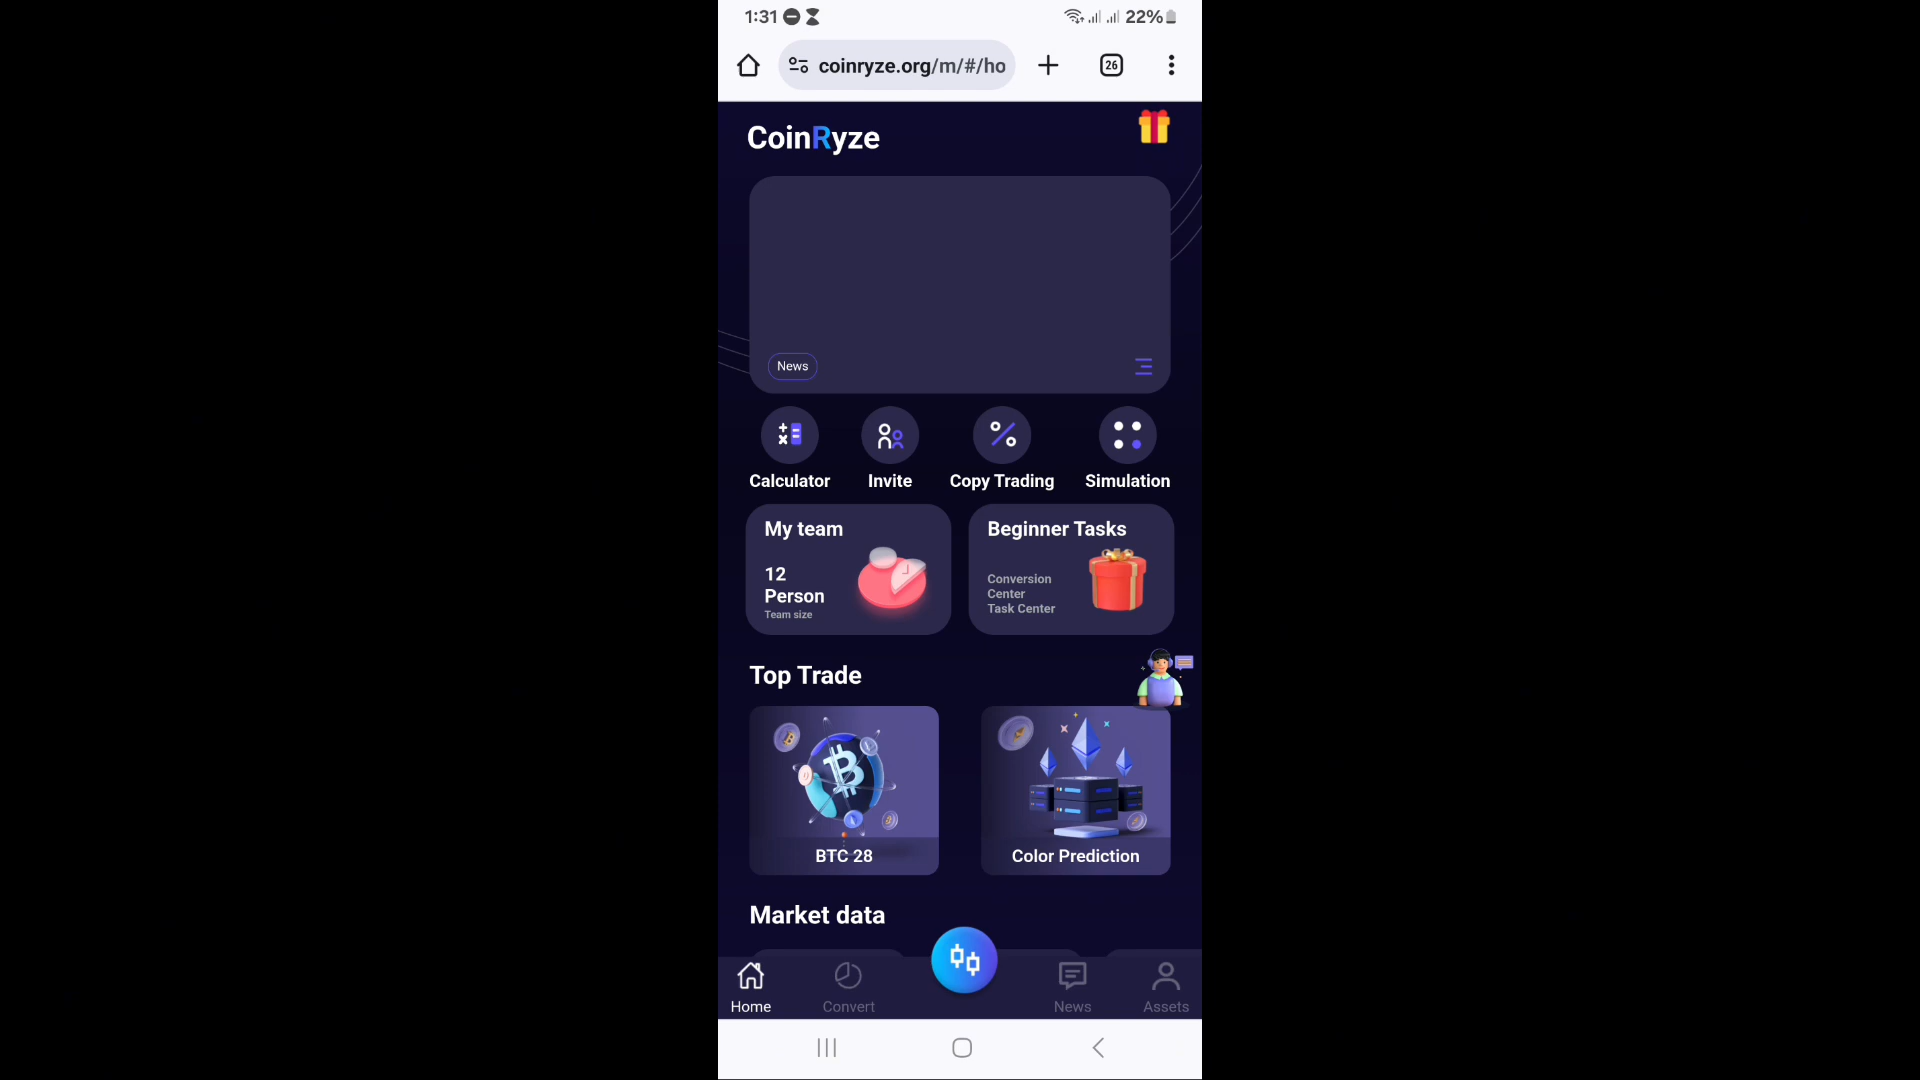 1:31 22%
coinryze.org/m/#/ho 26
CoinRyze
News
Calculator Invite Copy Trading Simulation
My team Beginner Tasks
12
Person
Team size
Conversion
Center
Task Center
Top Trade
BTC 28 Color Prediction
Market data
Home Convert News Assets